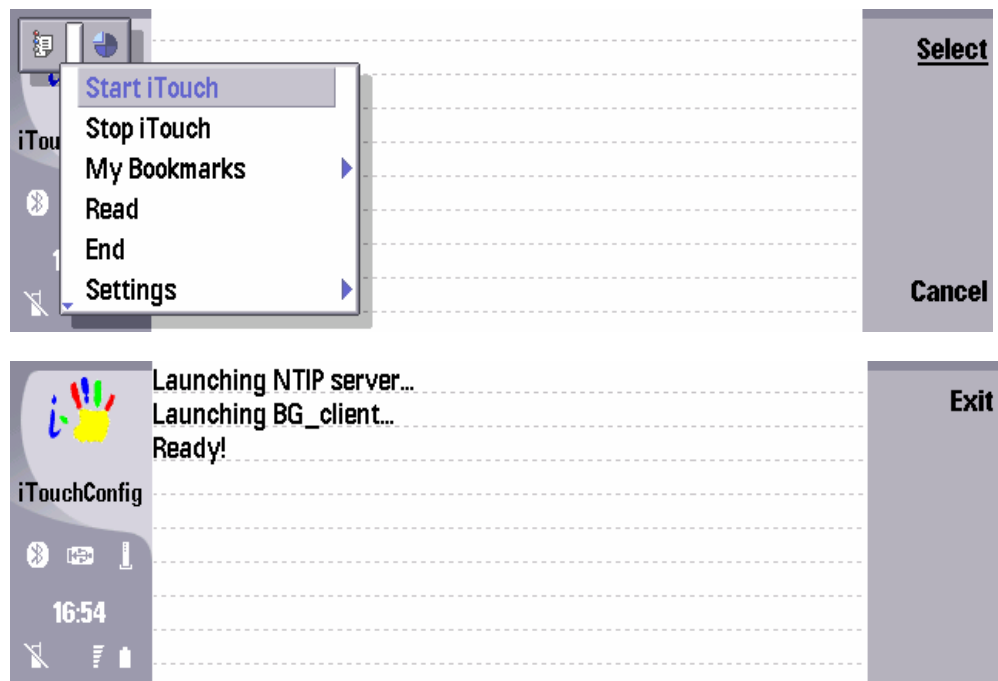 Select
Start iTouch
Stop iTouch
iTou
My Bookmarks
Read
End
1
Settings
Cancel
Launching NTIP server...
Launching BG_client...
Ready!
Exit
i
iTouchConfig
16:54